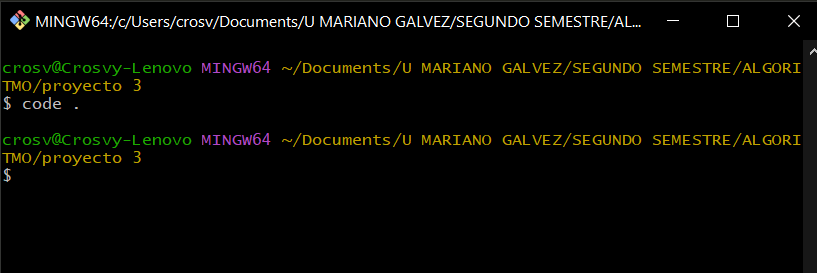 MINGW64:/c/Users/crosv/Documents/U MARIANO GALVEZ/SEGUNDO SEMESTRE/AL...
crosv@Crosvy-Lenovo MINGW64 ~/Documents/U MARIANO GALVEZ/SEGUNDO SEMESTRE/ALGORI
TMO/proyecto 3
$ code .
crosv@Crosvy-Lenovo MINGW64 ~/Documents/U MARIANO GALVEZ/SEGUNDO SEMESTRE/ALGORI
TMO/proyecto 3
$